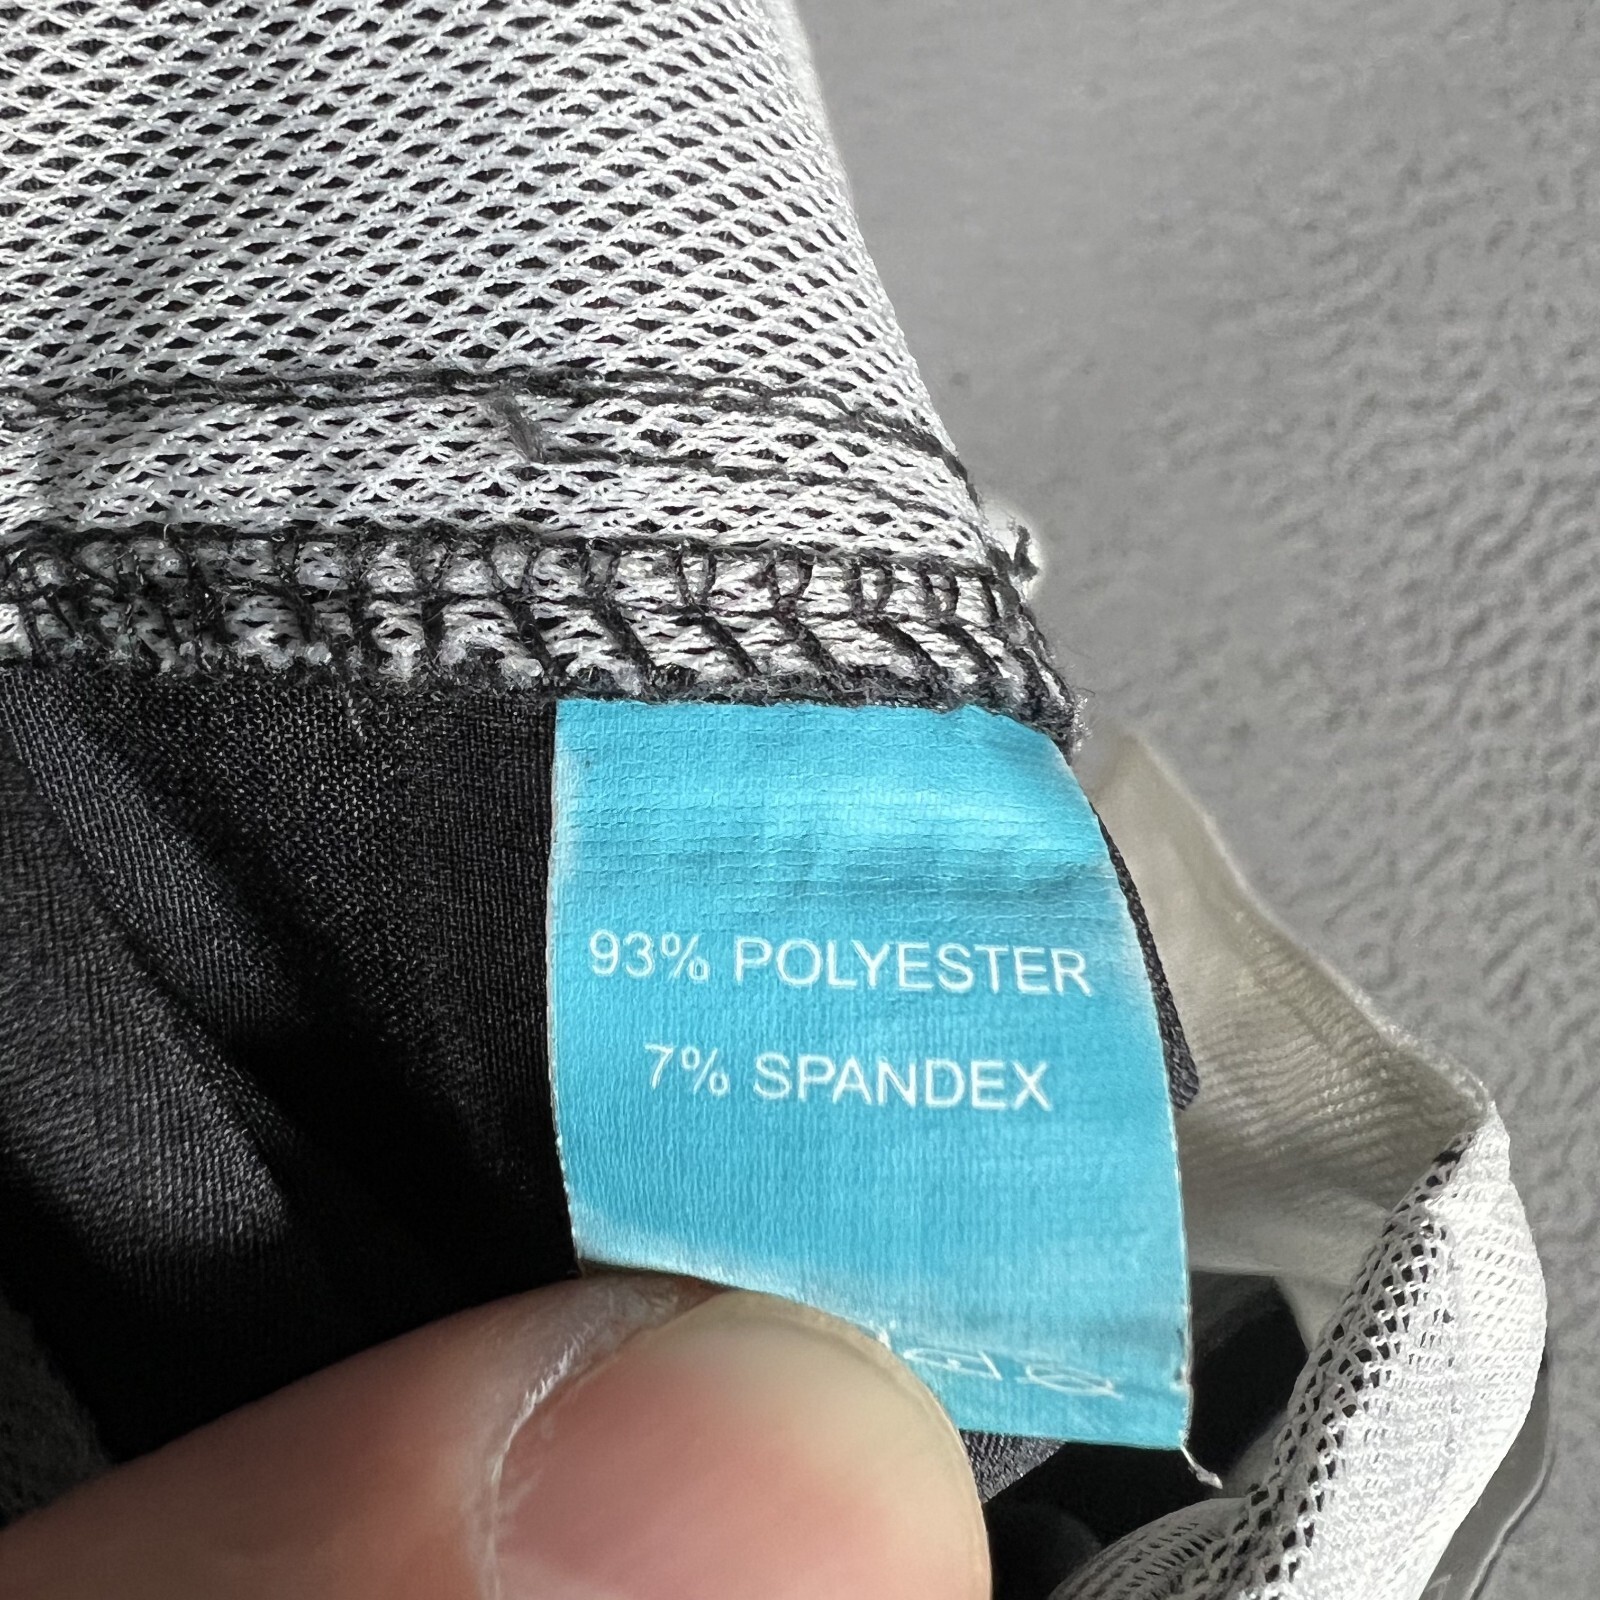 93% POLYESTER
7% SPANDEX